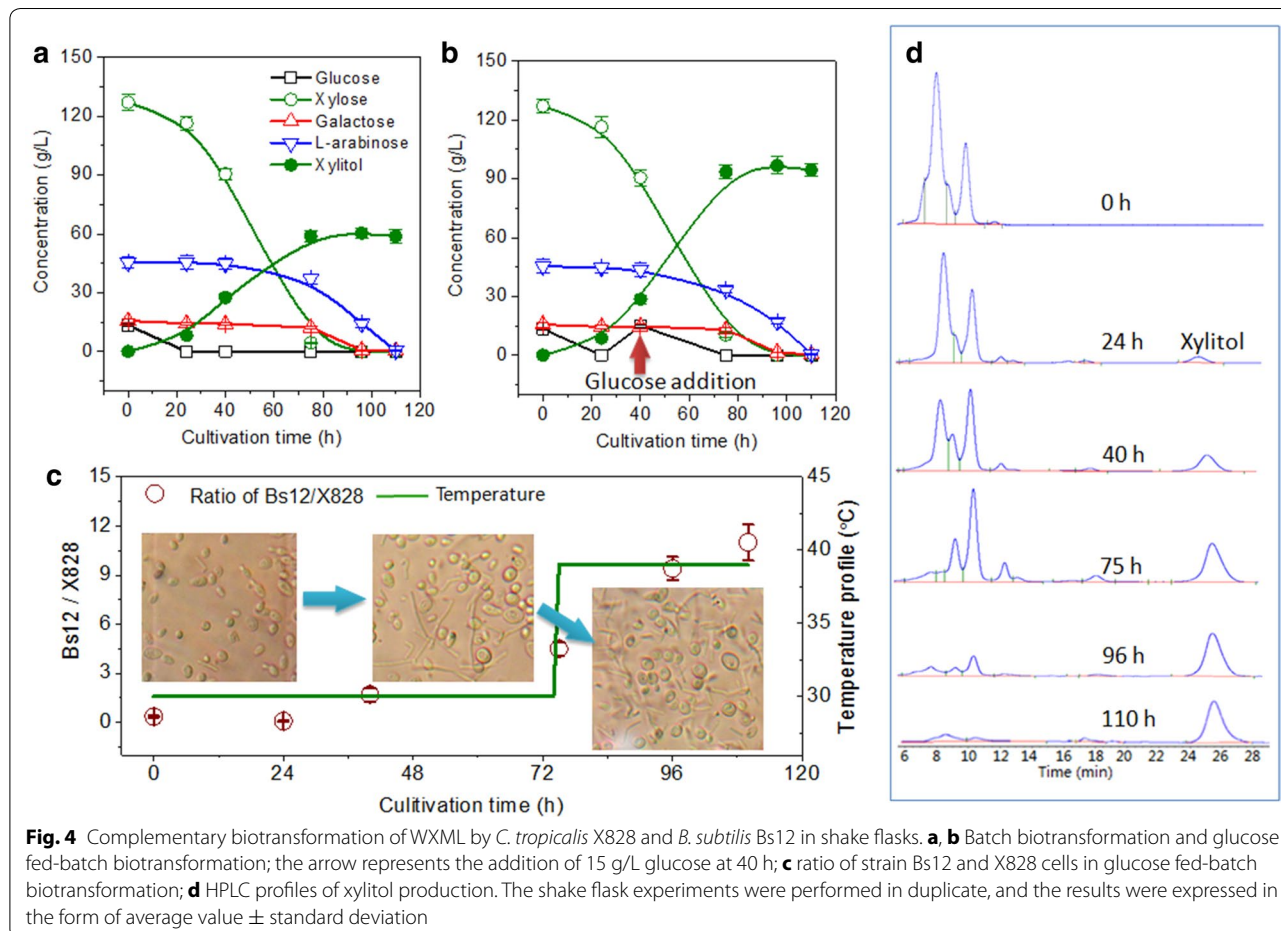 a
150
120
90
60
30
0
Concentration (g/L)
Glucose
Xylose
Galactose
L-arabinose
Xylitol
0 20 40 60 80 100 120
Cultivation time (h)
b
150
120
90
60
30
0
Concentration (g/L)
Glucose addition
0 20 40 60 80 100 120
Cultivation time (h)
c
15
12
9
6
3
0
Bs12 / X828
Ratio of Bs12/X828
Temperature
45
40
35
30
Temperature profile (°C)
0 24 48 72 96 120
Cultitivation time (h)
d
0 h
24 h
Xylitol
40 h
75 h
96 h
110 h
6 8 10 12 14 16 18 20 22 24 26 28
Time (min)
Fig. 4 Complementary biotransformation of WXML by C. tropicalis X828 and B. subtilis Bs12 in shake flasks. a, b Batch biotransformation and glucose
fed-batch biotransformation; the arrow represents the addition of 15 g/L glucose at 40 h; c ratio of strain Bs12 and X828 cells in glucose fed-batch
biotransformation; d HPLC profiles of xylitol production. The shake flask experiments were performed in duplicate, and the results were expressed in
the form of average value ± standard deviation